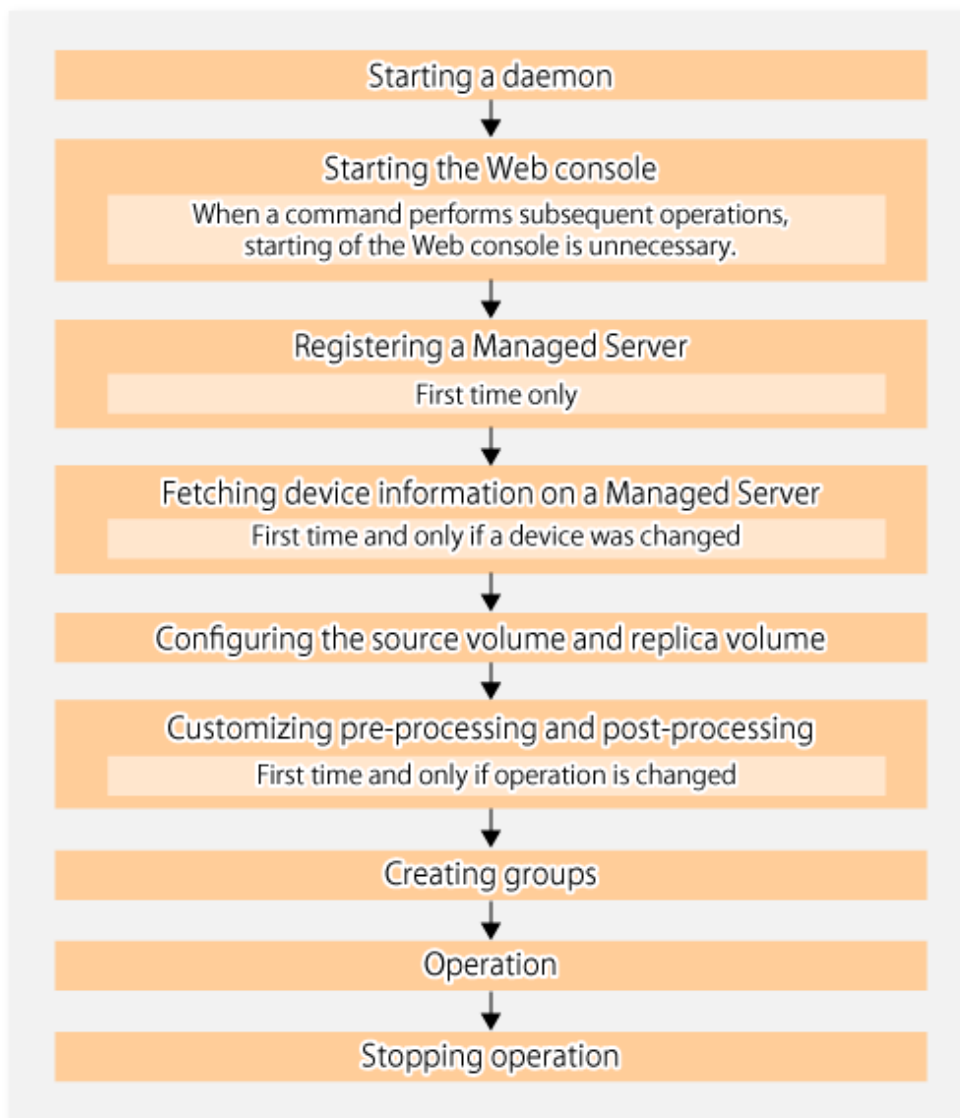 Starting a daemon
Starting the Web console
When a command performs subsequent operations,
starting of the Web console is unnecessary.
Registering a Managed Server
First time only
Fetching device information on a Managed Server
First time and only if a device was changed
Configuring the source volume and replica volume
Customizing pre-processing and post-processing
First time and only if operation is changed
Creating groups
Operation
Stopping operation